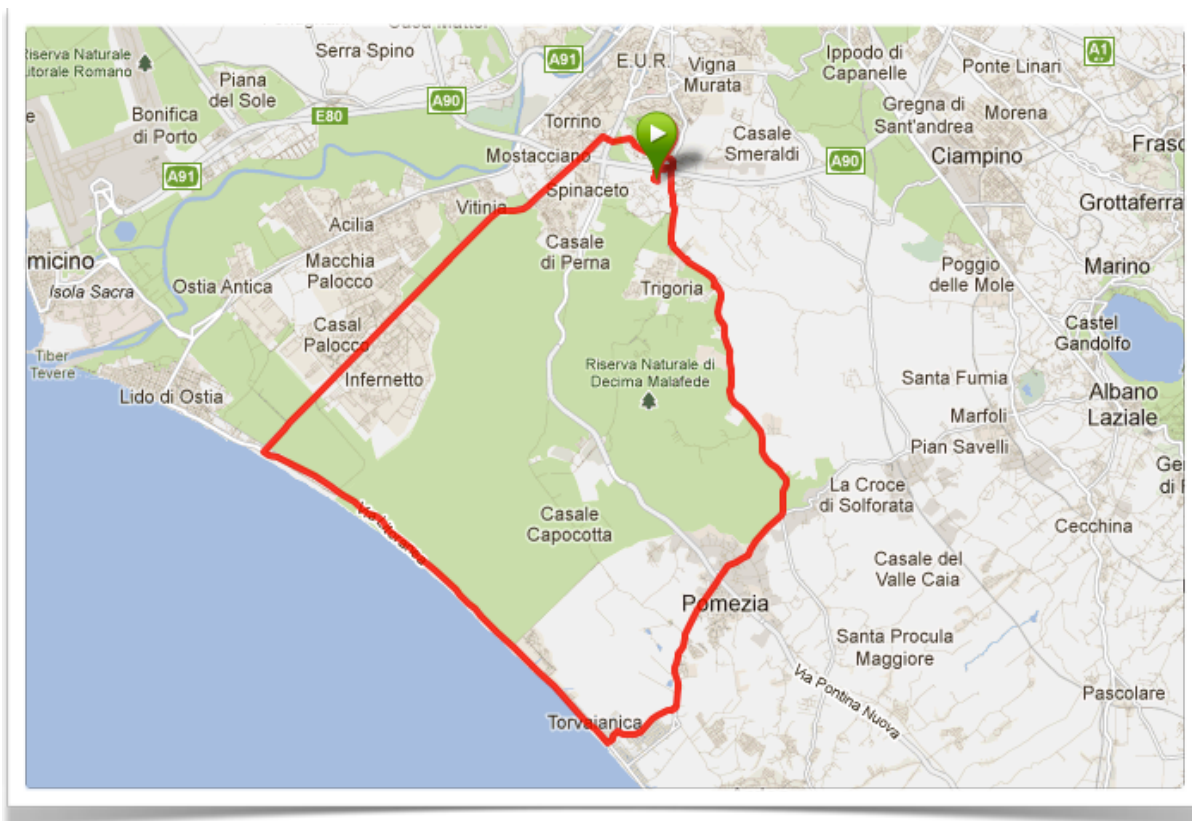 Riserva Naturale
Litorale Romano
Serra Spino
A91
E.U.R.
Vigna
Murata
Ippodo di
Capanelle
A1
Ponte Linari
Piana
del Sole
A90
Bonifica
di Porto
E80
Torrino
Gregna di
Sant'andrea
Morena
Casale
Smeraldi
Mostacciano
A90
Ciampino
A91
Spinaceto
Vitinia
Grottaferra
Acilia
Casale
di Perna
micino
Macchia
Palocco
Poggio
delle Mole
Marino
Isola Sacra
Ostia Antica
Trigoria
Casal
Palocco
Castel
Gandolfo
Tiber
Tevere
Infernetto
Riserva Naturale di
Decima Malafede
Lido di Ostia
Santa Fumia
Albano
Laziale
Marfoli
Pian Savelli
La Croce
di Solforata
Casale
Capocotta
Via Litoranea
Cecchina
Casale del
Valle Caia
Pomezia
Santa Procula
Maggiore
Via Pontina Nuova
Pascolare
Torvaianica